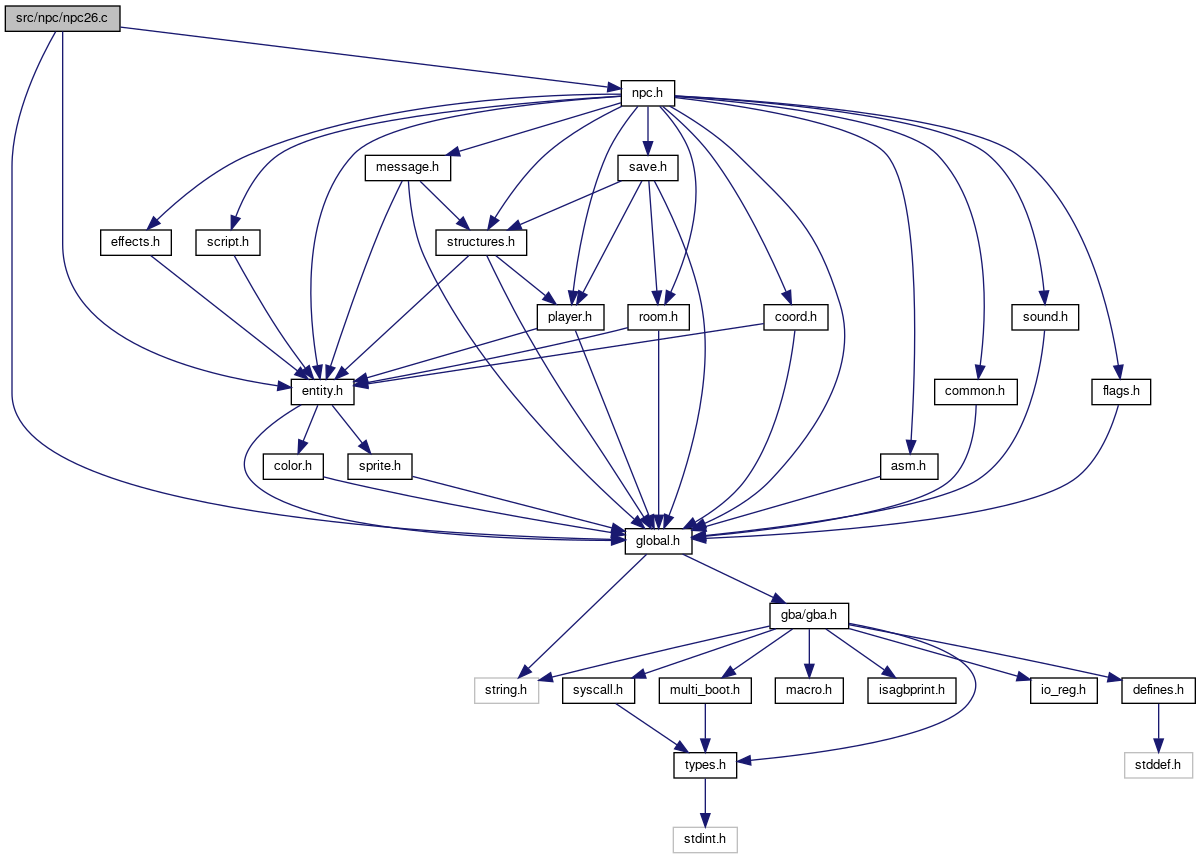 src/npc/npc26.c
npc.h
message.h
save.h
effects.h
script.h
structures.h
player.h
room.h
coord.h
sound.h
entity.h
common.h
flags.h
color.h
sprite.h
asm.h
global.h
gba/gba.h
string.h
syscall.h
multi_boot.h
macro.h
isagbprint.h
io_reg.h
defines.h
types.h
stddef.h
stdint.h